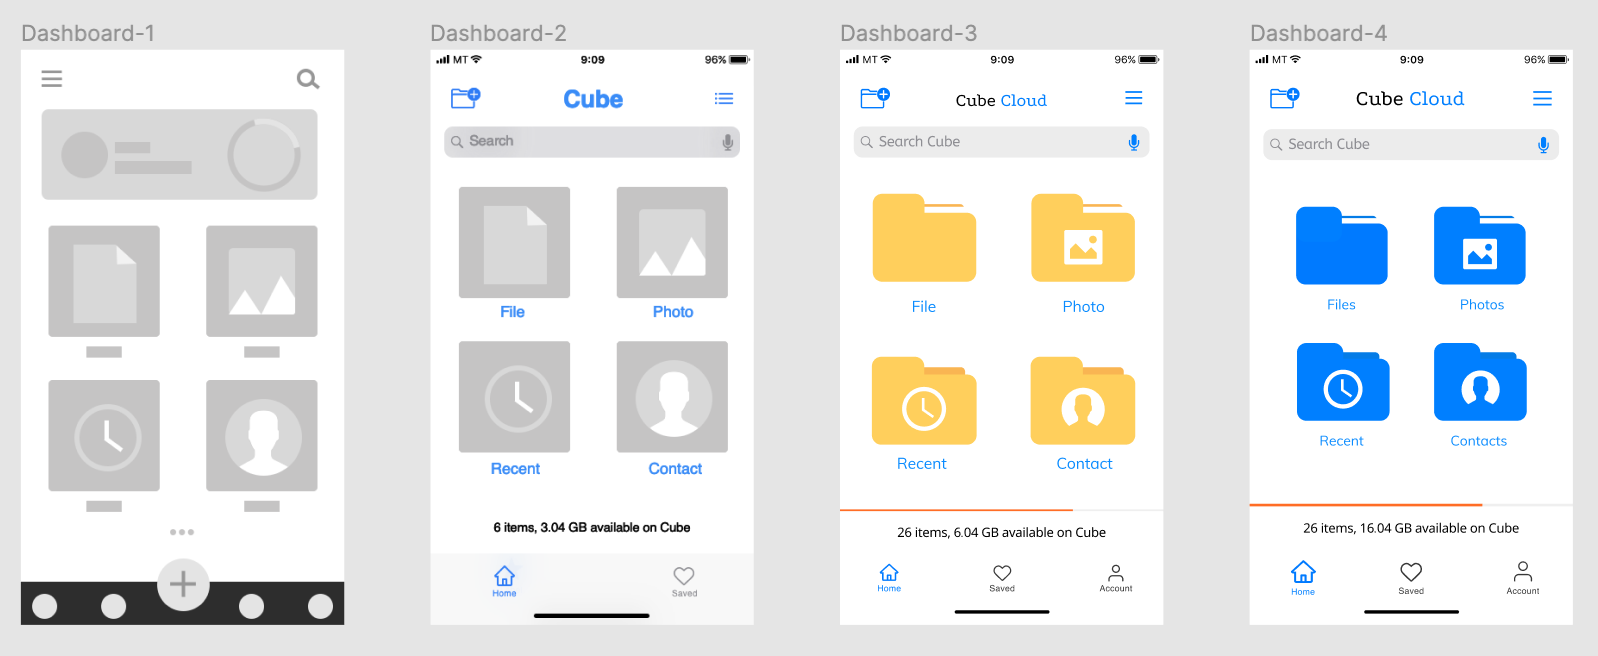 Dashboard-1
Dashboard-2
MT 9:09 96%
Cube
Search
File Photo
Recent Contact
6 items, 3.04 GB available on Cube
Home Saved
Dashboard-3
MT 9:09 96%
Cube Cloud
Search Cube
File Photo
Recent Contact
26 items, 6.04 GB available on Cube
Home Saved Account
Dashboard-4
MT 9:09 96%
Cube Cloud
Search Cube
Files Photos
Recent Contacts
26 items, 16.04 GB available on Cube
Home Saved Account